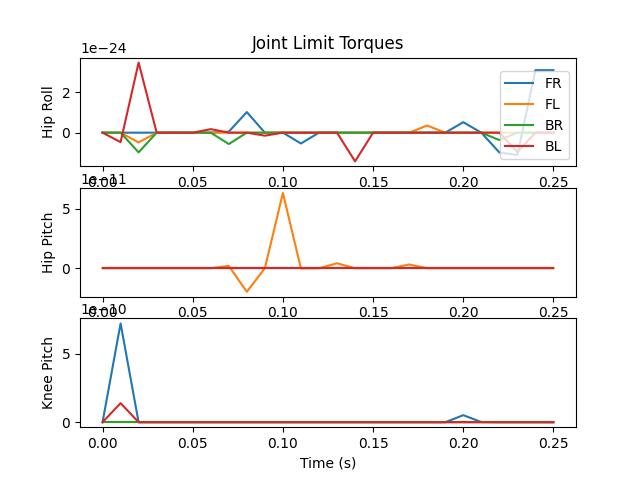 Joint Limit Torques
1e−24
2
0
Hip Roll
FR
FL
BR
BL
0.00 0.05 0.10 0.15 0.20 0.25
1e−11
5
0
Hip Pitch
0.00 0.05 0.10 0.15 0.20 0.25
1e−10
5
0
Knee Pitch
0.00 0.05 0.10 0.15 0.20 0.25
Time (s)